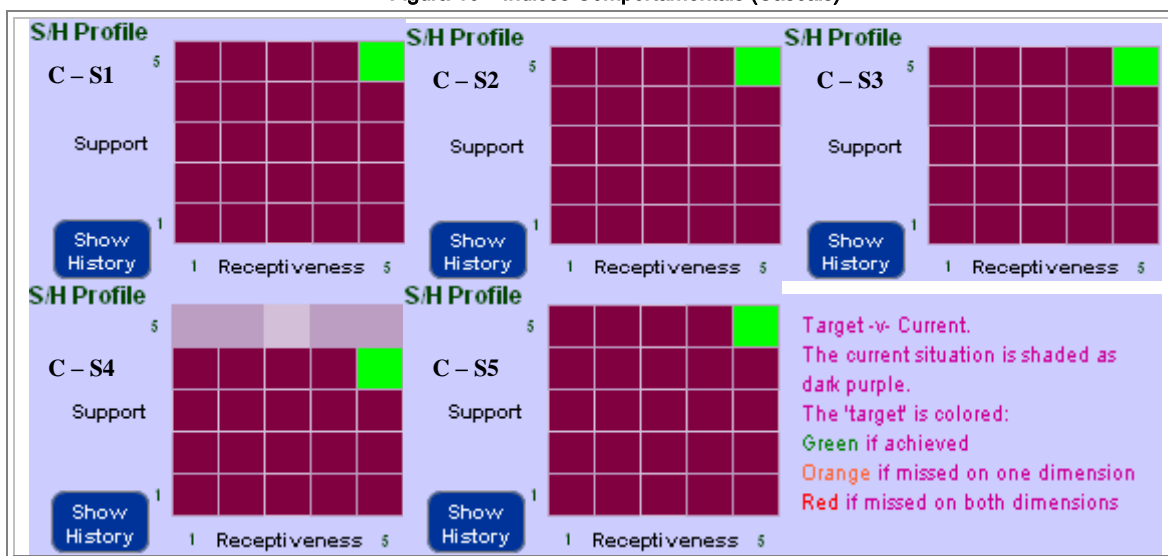 S/H Profile
C – S1
5
Support
1
Show
History
1 Receptiveness 5
S/H Profile
C – S2
5
Support
1
Show
History
1 Receptiveness 5
S/H Profile
C – S3
5
Support
1
Show
History
1 Receptiveness 5
S/H Profile
5
C – S4
Support
1
Show
History
1 Receptiveness 5
S/H Profile
5
C – S5
Support
1
Show
History
1 Receptiveness 5
Target -v- Current.
The current situation is shaded as
dark purple.
The 'target' is colored:
Green if achieved
Orange if missed on one dimension
Red if missed on both dimensions